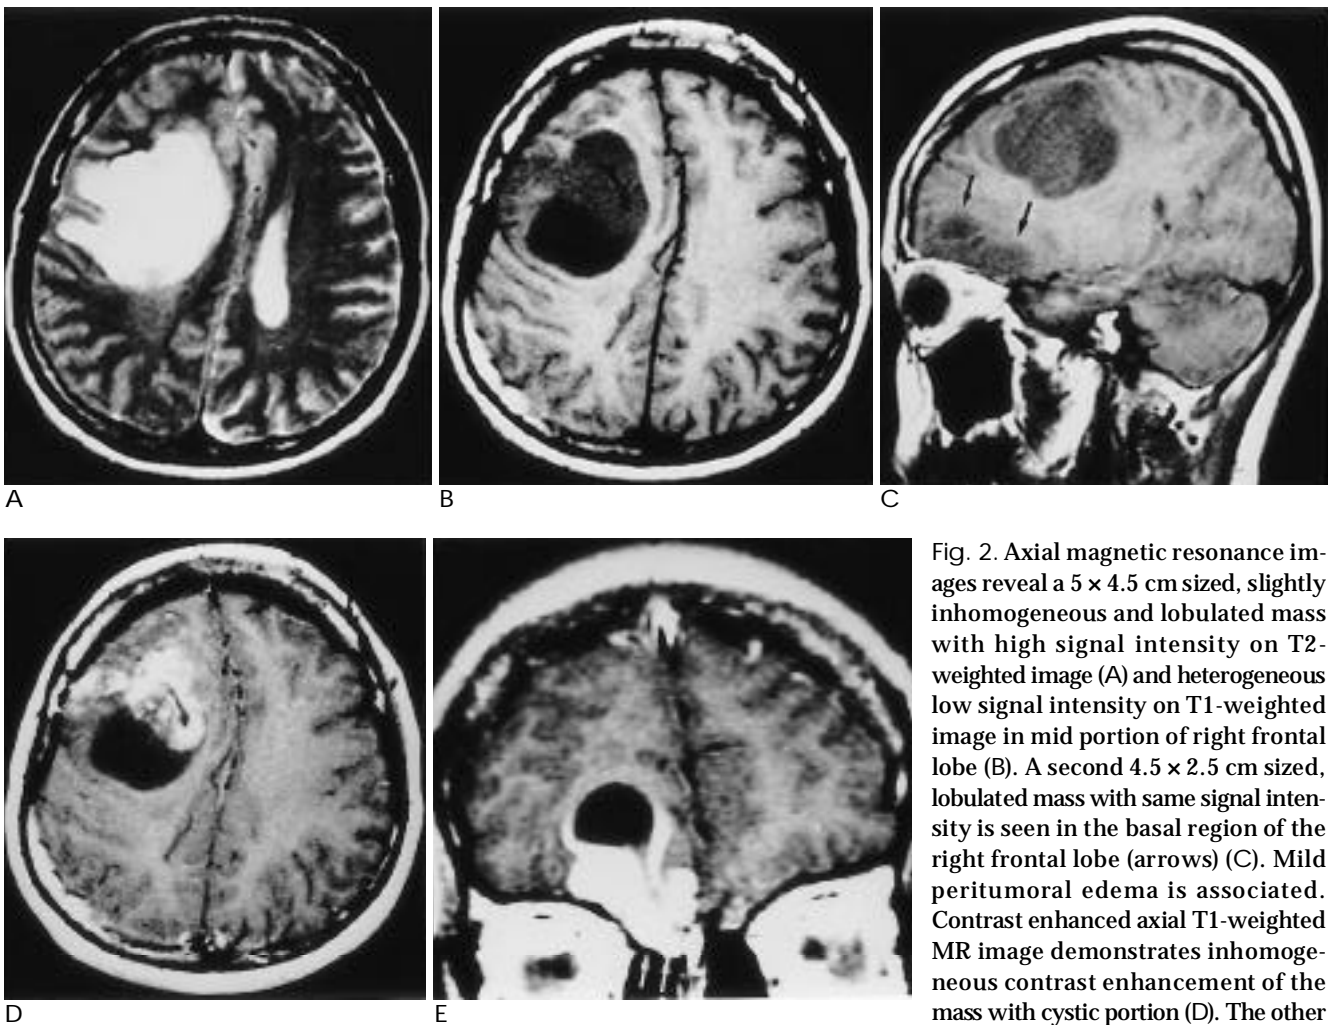 A
B
C
D
E
Fig. 2. Axial magnetic resonance im-
ages reveal a 5 × 4.5 cm sized, slightly
inhomogeneous and lobulated mass
with high signal intensity on T2-
weighted image (A) and heterogeneous
low signal intensity on T1-weighted
image in mid portion of right frontal
lobe (B). A second 4.5 × 2.5 cm sized,
lobulated mass with same signal inten-
sity is seen in the basal region of the
right frontal lobe (arrows) (C). Mild
peritumoral edema is associated.
Contrast enhanced axial T1-weighted
MR image demonstrates inhomoge-
neous contrast enhancement of the
mass with cystic portion (D). The other